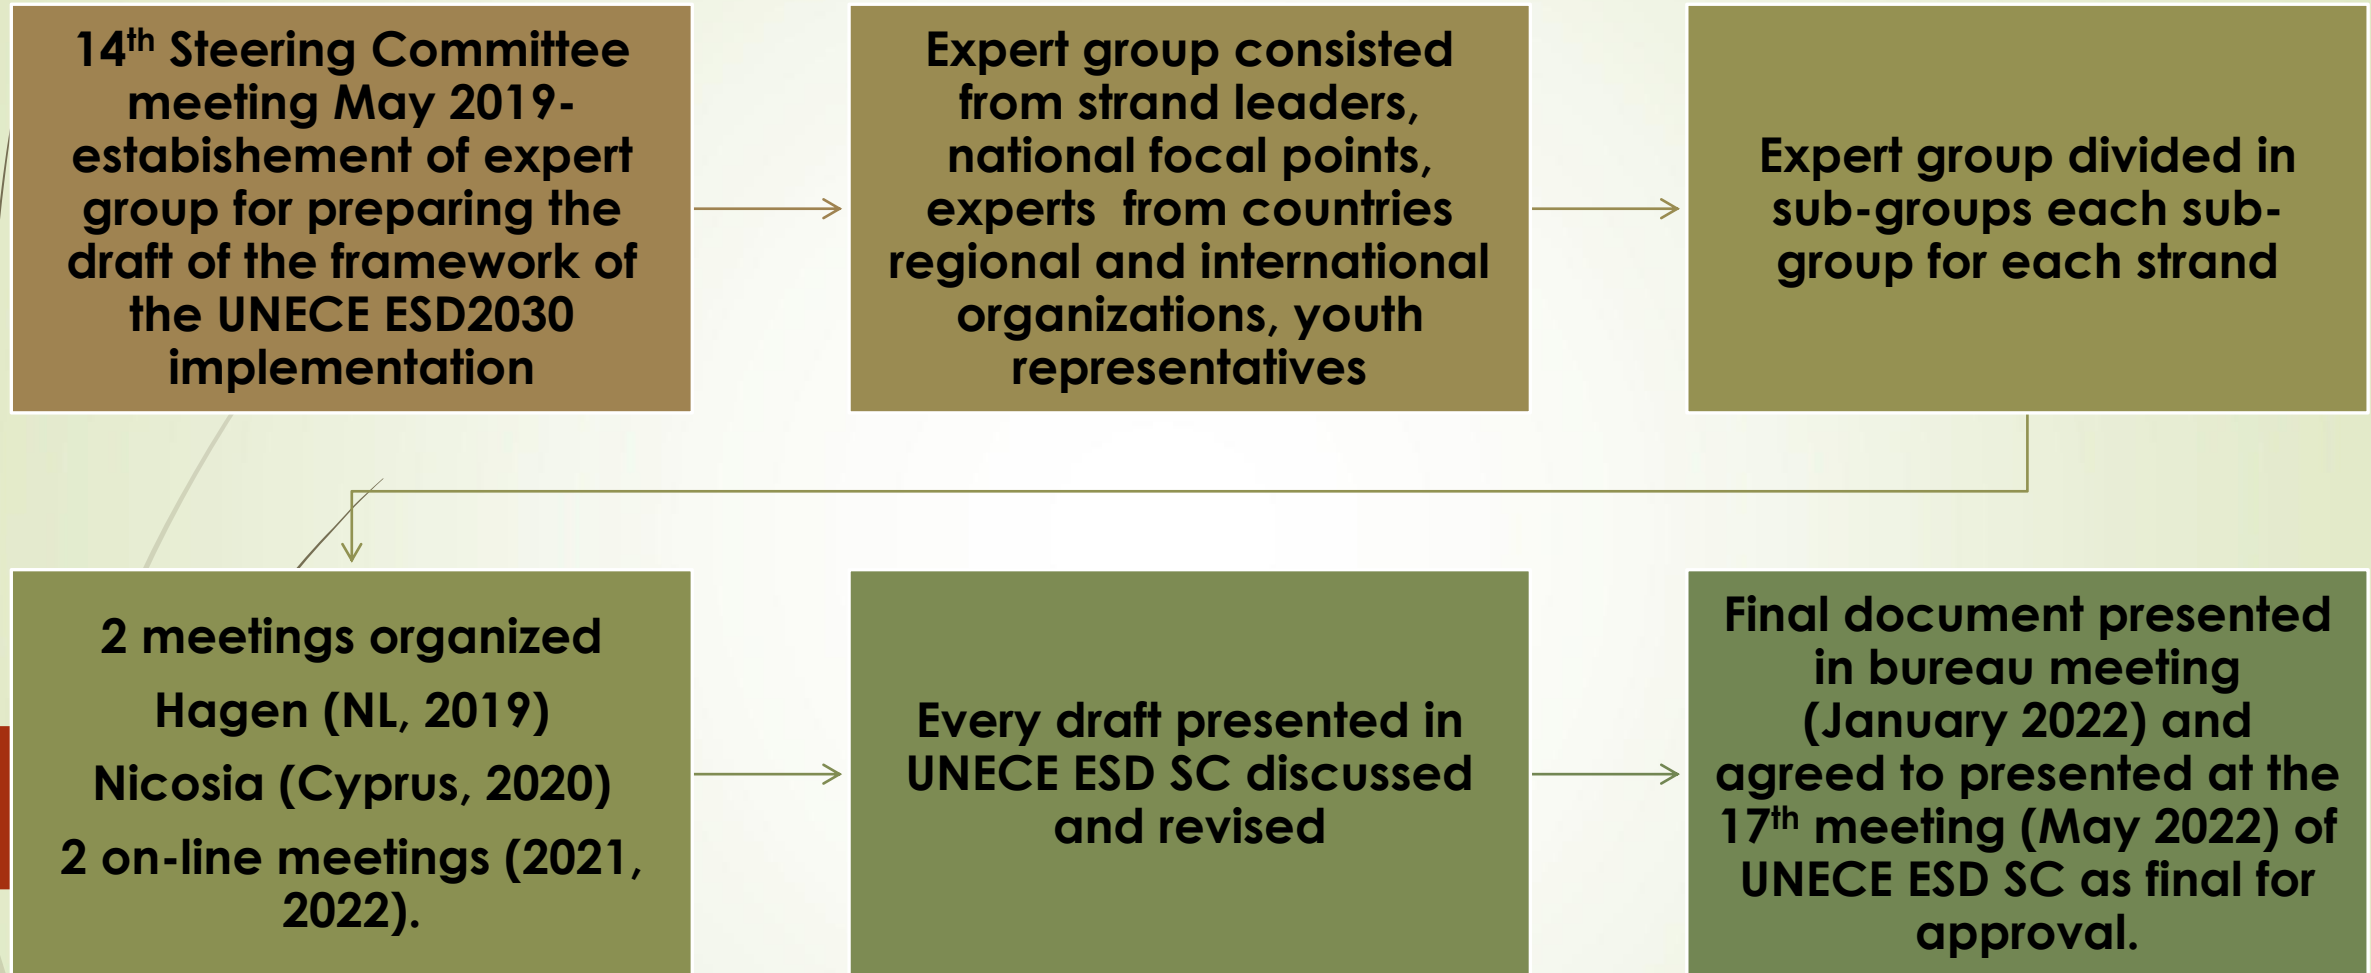 14th Steering Committee
meeting May 2019-
estabishement of expert
group for preparing the
draft of the framework of
the UNECE ESD2030
implementation
Expert group consisted
from strand leaders,
national focal points,
experts from countries
regional and international
organizations, youth
representatives
Expert group divided in
sub-groups each sub-
group for each strand
2 meetings organized
Hagen (NL, 2019)
Nicosia (Cyprus, 2020)
2 on-line meetings (2021,
2022).
Every draft presented in
UNECE ESD SC discussed
and revised
Final document presented
in bureau meeting
(January 2022) and
agreed to presented at the
17th meeting (May 2022) of
UNECE ESD SC as final for
approval.